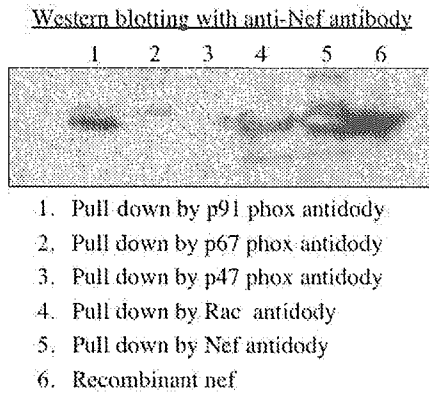 Western blotting with anti-Nef antibody
1 2 3 4 5 6
1. Pull down by p91 phox antidody
2. Pull down by p67 phox antidody
3. Pull down by p47 phox antidody
4. Pull down by Rac antidody
5. Pull down by Nef antibody
6. Recombinant nef